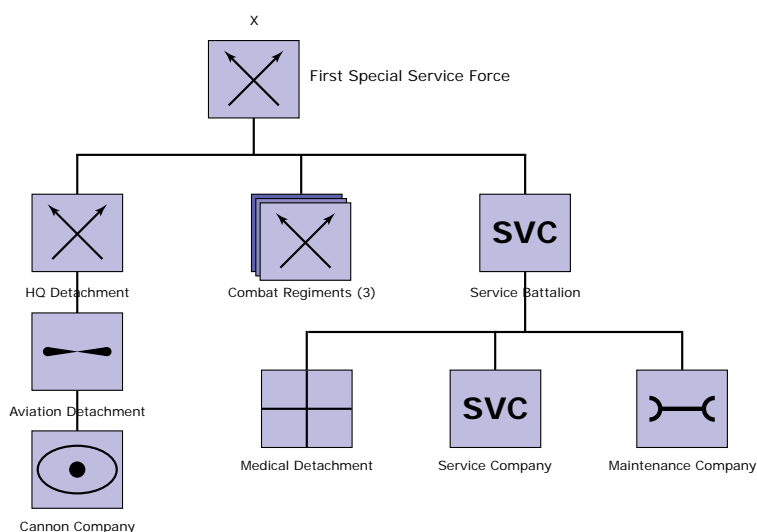 X
First Special Service Force
HQ Detachment
Combat Regiments (3)
SVC
Service Battalion
Aviation Detachment
Medical Detachment
SVC
Service Company
Maintenance Company
Cannon Company